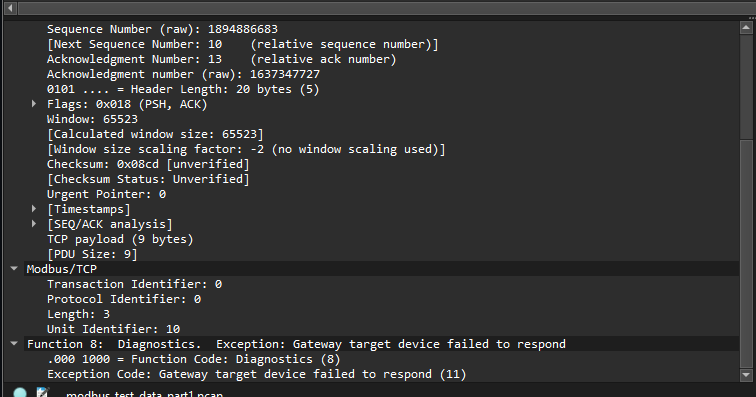 Sequence Number (raw): 1894886683
[Next Sequence Number: 10    (relative sequence number)]
Acknowledgment Number: 13    (relative ack number)
Acknowledgment number (raw): 1637347727
0101 .... = Header Length: 20 bytes (5)
Flags: 0x018 (PSH, ACK)
Window: 65523
[Calculated window size: 65523]
[Window size scaling factor: -2 (no window scaling used)]
Checksum: 0x08cd [unverified]
[Checksum Status: Unverified]
Urgent Pointer: 0
[Timestamps]
[SEQ/ACK analysis]
TCP payload (9 bytes)
[PDU Size: 9]
Modbus/TCP
Transaction Identifier: 0
Protocol Identifier: 0
Length: 3
Unit Identifier: 10
Function 8:  Diagnostics.  Exception: Gateway target device failed to respond
.000 1000 = Function Code: Diagnostics (8)
Exception Code: Gateway target device failed to respond (11)
modbus_test_data_part1.pcap